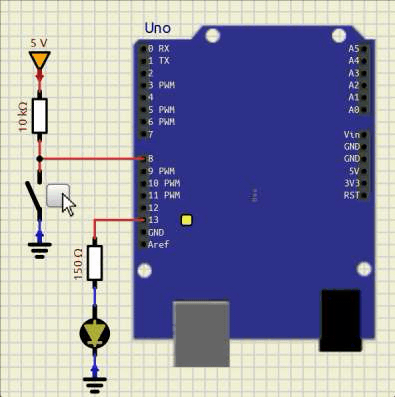 Uno
5 V
10 kΩ
150 Ω
0 RX
1 TX
2
3 PWM
4
5 PWM
6 PWM
7
8
9 PWM
10 PWM
11 PWM
12
13
GND
Aref
A5
A4
A3
A2
A1
A0
Vin
GND
GND
5V
3V3
RST